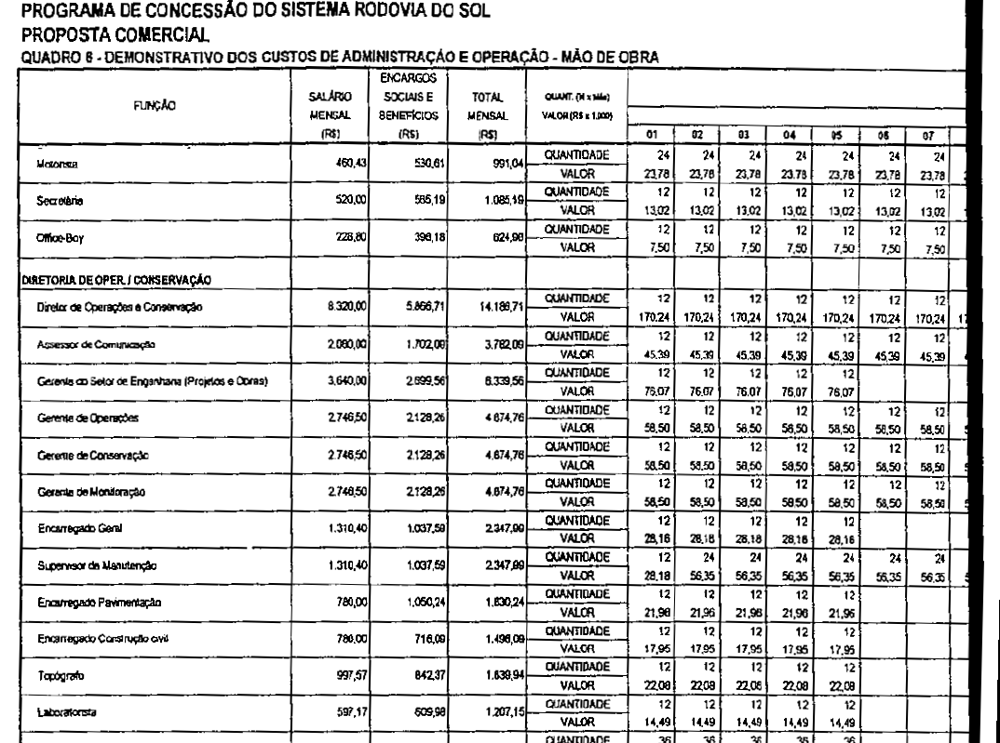 PROGRAMA DE CONCESSÃO DO SISTEMA RODOVIA DO SOL
PROPOSTA COMERCIAL
QUADRO 6 - DEMONSTRATIVO DOS CUSTOS DE ADMINISTRAÇÃO E OPERAÇÃO - MÃO DE OBRA
FUNÇÃO SALÁRIO MENSAL (R$) ENCARGOS SOCIAIS E BENEFÍCIOS (R$) TOTAL MENSAL (R$) QUANT. (H x Mês) VALOR (R$ x 1.000) 01 02 03 04 05 06 07
Motorista 460,43 530,61 991,04 QUANTIDADE 24 24 24 24 24 24 24
VALOR 23,78 23,78 23,78 23,78 23,78 23,78 23,78
Secretária 520,00 565,19 1.085,19 QUANTIDADE 12 12 12 12 12 12 12
VALOR 13,02 13,02 13,02 13,02 13,02 13,02 13,02
Office-Boy 228,80 396,18 624,98 QUANTIDADE 12 12 12 12 12 12 12
VALOR 7,50 7,50 7,50 7,50 7,50 7,50 7,50
DIRETORIA DE OPER. / CONSERVAÇÃO
Diretor de Operações e Conservação 8.320,00 5.866,71 14.186,71 QUANTIDADE 12 12 12 12 12 12 12
VALOR 170,24 170,24 170,24 170,24 170,24 170,24 170,24
Assessor de Comunicação 2.080,00 1.702,09 3.782,09 QUANTIDADE 12 12 12 12 12 12 12
VALOR 45,39 45,39 45,39 45,39 45,39 45,39 45,39
Gerente do Setor de Engenharia (Projetos e Obras) 3.640,00 2.699,56 6.339,56 QUANTIDADE 12 12 12 12 12
VALOR 76,07 76,07 76,07 76,07 76,07
Gerente de Operações 2.746,50 2.128,26 4.874,76 QUANTIDADE 12 12 12 12 12 12 12
VALOR 58,50 58,50 58,50 58,50 58,50 58,50 58,50
Gerente de Conservação 2.746,50 2.128,26 4.874,76 QUANTIDADE 12 12 12 12 12 12 12
VALOR 58,50 58,50 58,50 58,50 58,50 58,50 58,50
Gerente de Monitoração 2.746,50 2.128,26 4.874,76 QUANTIDADE 12 12 12 12 12 12 12
VALOR 58,50 58,50 58,50 58,50 58,50 58,50 58,50
Encarregado Geral 1.310,40 1.037,59 2.347,99 QUANTIDADE 12 12 12 12 12
VALOR 28,18 28,18 28,18 28,18 28,18
Supervisor de Manutenção 1.310,40 1.037,59 2.347,99 QUANTIDADE 12 24 24 24 24 24 24
VALOR 28,18 56,35 56,35 56,35 56,35 56,35 56,35
Encarregado Pavimentação 780,00 1.050,24 1.830,24 QUANTIDADE 12 12 12 12 12
VALOR 21,96 21,96 21,96 21,96 21,96
Encarregado Construção civil 780,00 716,09 1.496,09 QUANTIDADE 12 12 12 12 12
VALOR 17,95 17,95 17,95 17,95 17,95
Topógrafo 997,57 842,37 1.839,94 QUANTIDADE 12 12 12 12 12
VALOR 22,08 22,08 22,08 22,08 22,08
Laboratorista 597,17 609,98 1.207,15 QUANTIDADE 12 12 12 12 12
VALOR 14,49 14,49 14,49 14,49 14,49
QUANTIDADE 36 36 36 36 36